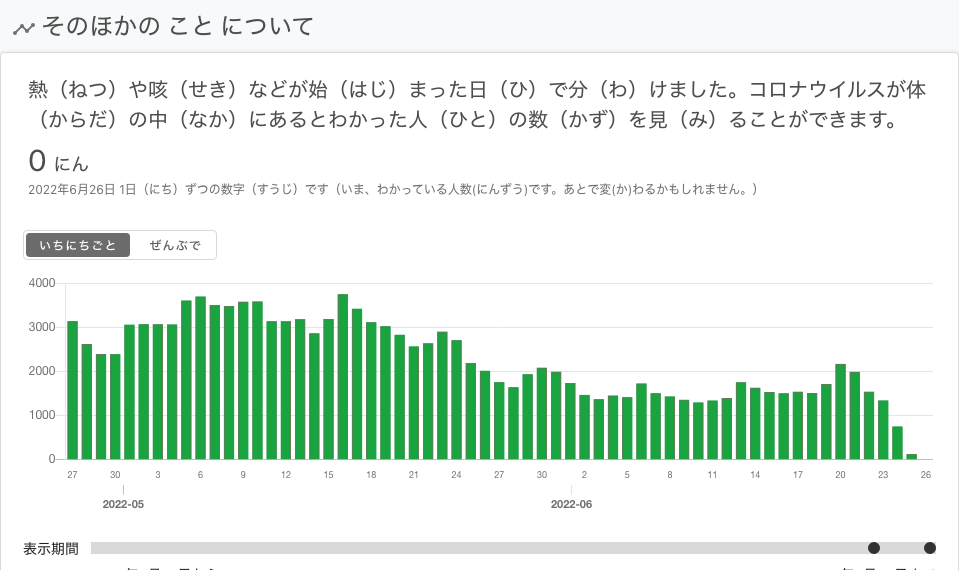 そのほかの こと について
熱（ねつ）や咳（せき）などが始（はじ）まった日（ひ）で分（わ）けました。コロナウイルスが体
（からだ）の中（なか）にあるとわかった人（ひと）の数（かず）を見（み）ることができます。
0 にん
2022年6月26日 1日（にち）ずつの数字（すうじ）です（いま、わかっている人数(にんずう)です。あとで変(か)わるかもしれません。）
いちにちごと ぜんぶで
4000
3000
2000
1000
0
27 30 3 6 9 12 15 18 21 24 27 30 2 5 8 11 14 17 20 23 26
2022-05 2022-06
表示期間